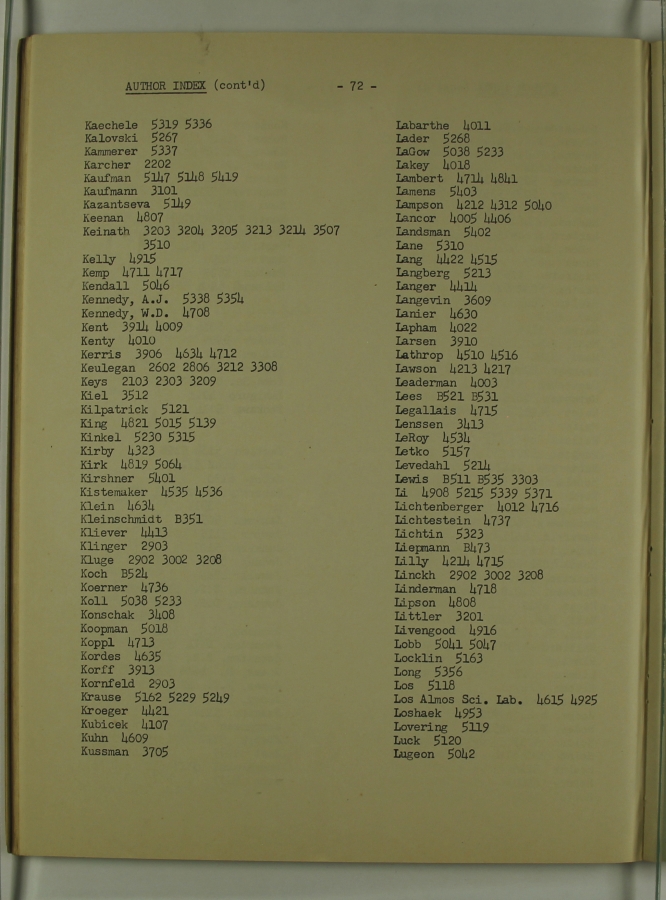 AUTHOR INDEX (cont'd) - 72 -
Kaechele 5319 5336
Kalovski 5267
Kammerer 5337
Karcher 2202
Kaufman 5147 5148 5419
Kaufmann 3101
Kazantseva 5149
Keenan 4807
Keinath 3203 3204 3205 3213 3214 3507
3510
Kelly 4915
Kemp 4711 4717
Kendall 5046
Kennedy, A.J. 5338 5354
Kennedy, W.D. 4708
Kent 3914 4009
Kenty 4010
Kerris 3906 4634 4712
Keulegan 2602 2806 3212 3308
Keys 2103 2303 3209
Kiel 3512
Kilpatrick 5121
King 4821 5015 5139
Kinkel 5230 5315
Kirby 4323
Kirk 4819 5064
Kirshner 5401
Kistemaker 4535 4536
Klein 4634
Kleinschmidt B351
Kliever 4413
Klinger 2903
Kluge 2902 3002 3208
Koch B524
Koerner 4736
Koll 5038 5233
Konschak 3408
Koopman 5018
Koppl 4713
Kordes 4635
Korff 3913
Kornfeld 2903
Krause 5162 5229 5249
Kroeger 4421
Kubicek 4107
Kuhn 4609
Kussman 3705
Labarthe 4011
Lader 5268
LaGow 5038 5233
Lakey 4018
Lambert 4714 4841
Lamens 5403
Lampson 4212 4312 5040
Lancor 4005 4406
Landsman 5402
Lane 5310
Lang 4422 4515
Langberg 5213
Langer 4414
Langevin 3609
Lanier 4630
Lapham 4022
Larsen 3910
Lathrop 4510 4516
Lawson 4213 4217
Leaderman 4003
Lees B521 B531
Legallais 4715
Lenssen 3413
LeRoy 4534
Letko 5157
Levedahl 5214
Lewis B511 B535 3303
Li 4908 5215 5339 5371
Lichtenberger 4012 4716
Lichtestein 4737
Lichtin 5323
Liepmann B473
Lilly 4214 4715
Linckh 2902 3002 3208
Linderman 4718
Lipson 4808
Littler 3201
Livengood 4916
Lobb 5041 5047
Locklin 5163
Long 5356
Los 5118
Los Almos Sci. Lab. 4615 4925
Loshaek 4953
Lovering 5119
Luck 5120
Lugeon 5042